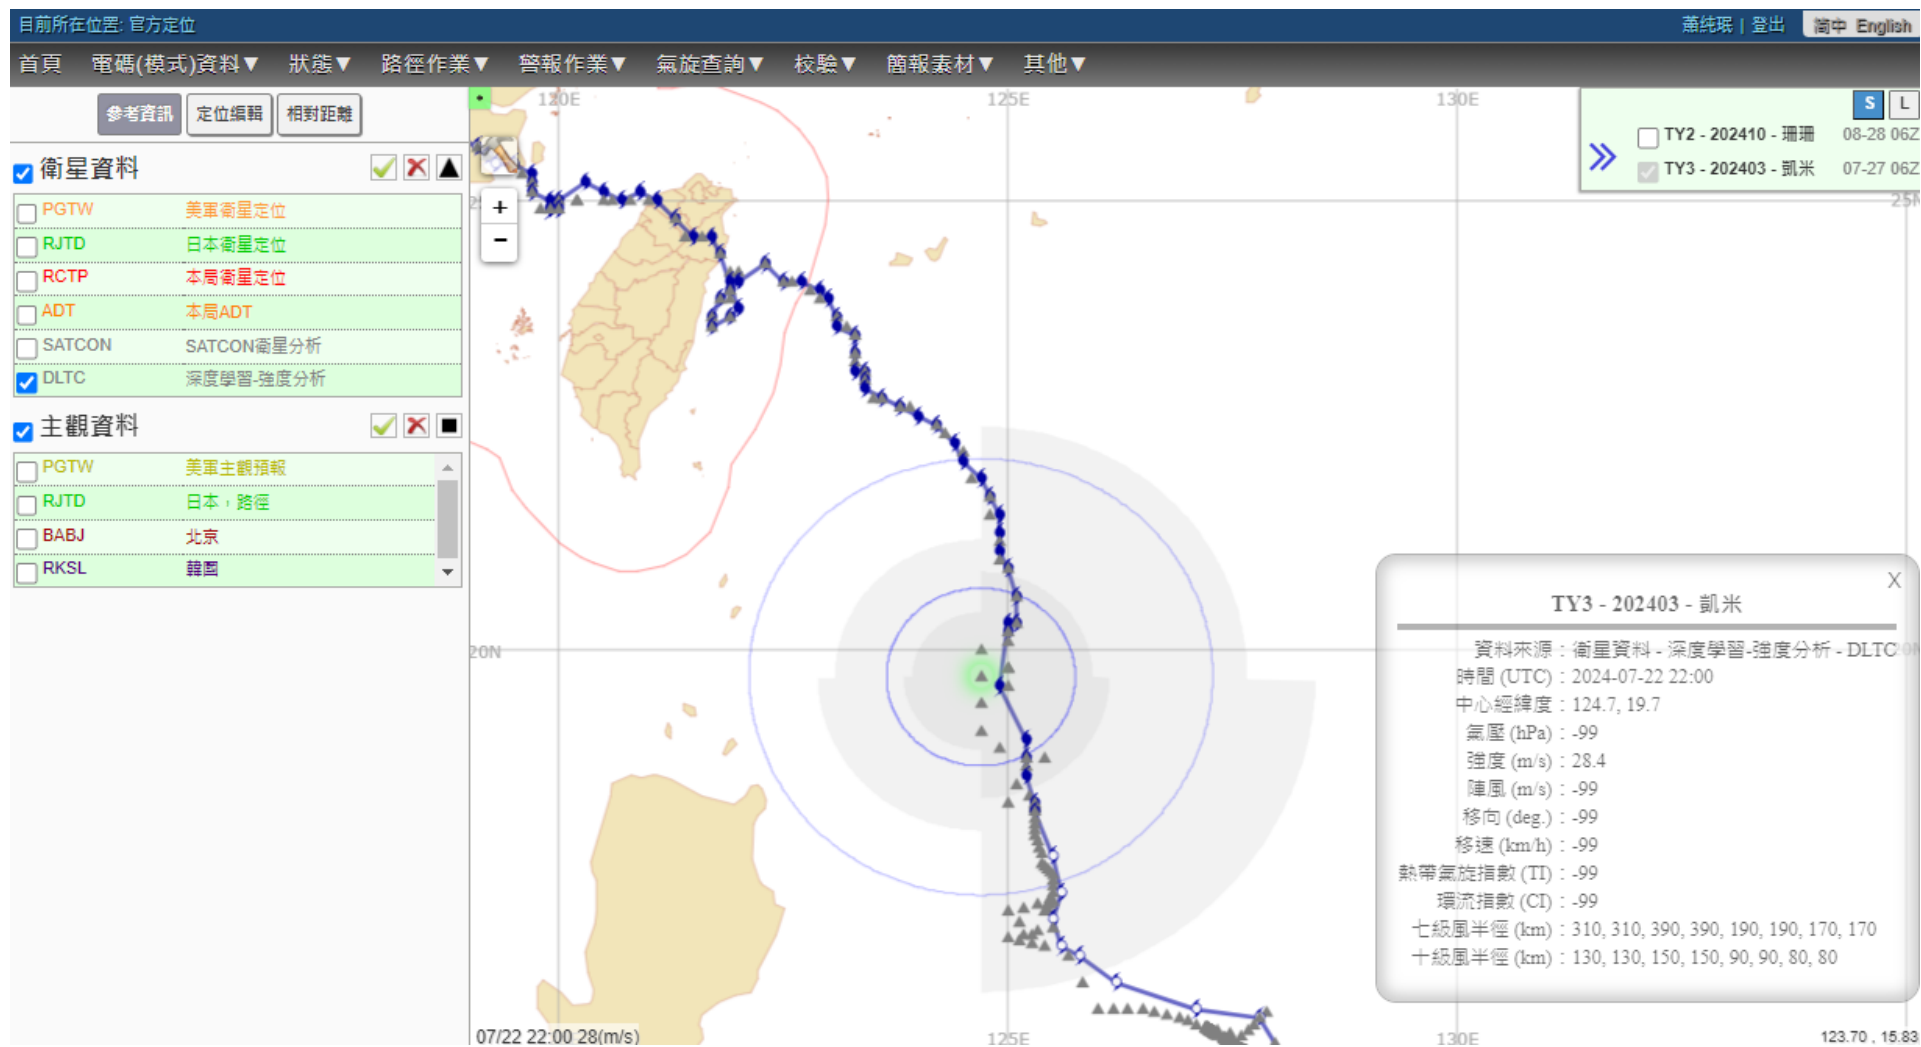 目前所在位置: 官方定位
蕭純珉 | 登出 简中 English
首頁 電碼(模式)資料▼ 狀態▼ 路徑作業▼ 警報作業▼ 氣旋查詢▼ 校驗▼ 簡報素材▼ 其他▼
參考資訊 定位編輯 相對距離
衛星資料
PGTW 美軍衛星定位
RJTD 日本衛星定位
RCTP 本局衛星定位
ADT 本局ADT
SATCON SATCON衛星分析
DLTC 深度學習-強度分析
主觀資料
PGTW 美軍主觀預報
RJTD 日本，路徑
BABJ 北京
RKSL 韓國
120E 125E 130E
+
−
S L
TY2 - 202410 - 珊珊 08-28 06Z
TY3 - 202403 - 凱米 07-27 06Z
25N
20N
X
TY3 - 202403 - 凱米
資料來源 : 衛星資料 - 深度學習-強度分析 - DLTC
時間 (UTC) : 2024-07-22 22:00
中心經緯度 : 124.7, 19.7
氣壓 (hPa) : -99
強度 (m/s) : 28.4
陣風 (m/s) : -99
移向 (deg.) : -99
移速 (km/h) : -99
熱帶氣旋指數 (TI) : -99
環流指數 (CI) : -99
七級風半徑 (km) : 310, 310, 390, 390, 190, 190, 170, 170
十級風半徑 (km) : 130, 130, 150, 150, 90, 90, 80, 80
07/22 22:00 28(m/s)
125E 130E
123.70 , 15.83